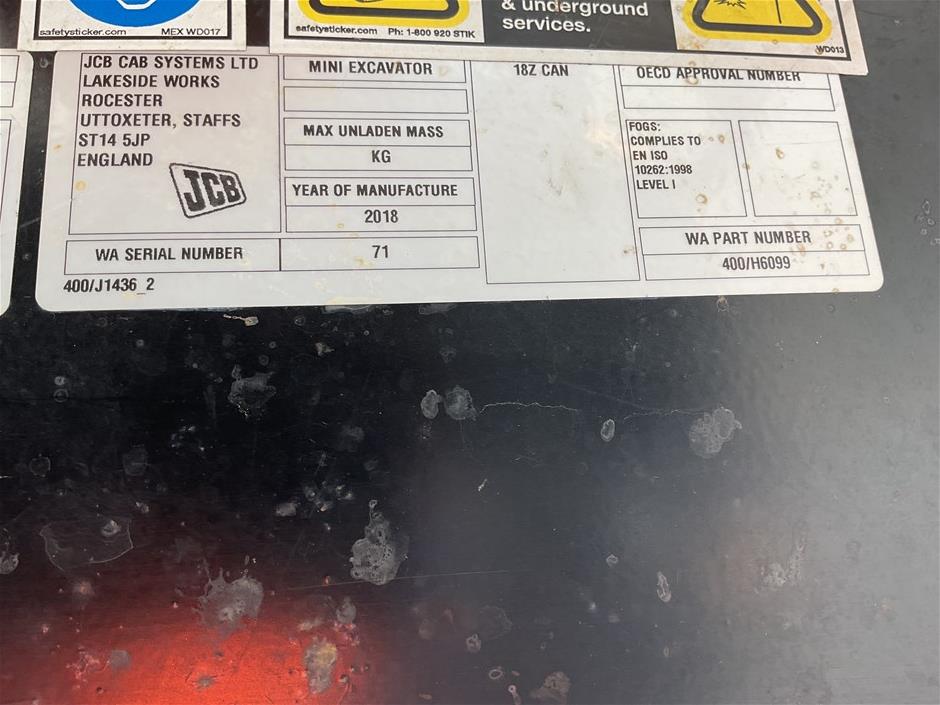 safetysticker.com
MEX WD017
safetysticker.com Ph: 1-800 920 STIK
& underground
services.
WD013
JCB CAB SYSTEMS LTD
LAKESIDE WORKS
ROCESTER
UTTOXETER, STAFFS
ST14 5JP
ENGLAND
JCB
MINI EXCAVATOR
MAX UNLADEN MASS
KG
YEAR OF MANUFACTURE
2018
WA SERIAL NUMBER
71
400/J1436_2
18Z CAN
OECD APPROVAL NUMBER
FOGS:
COMPLIES TO
EN ISO
10262:1998
LEVEL I
WA PART NUMBER
400/H6099